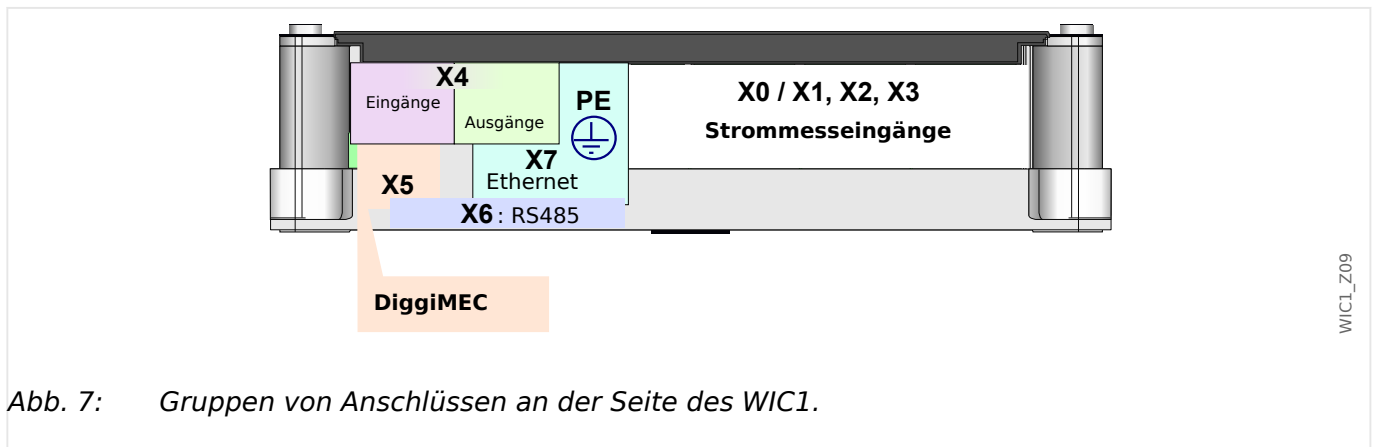 X4
Eingänge
Ausgänge
PE
X0 / X1, X2, X3
Strommesseingänge
X7
Ethernet
X5
X6 : RS485
DiggiMEC
WIC1_Z09
Abb. 7: Gruppen von Anschlüssen an der Seite des WIC1.